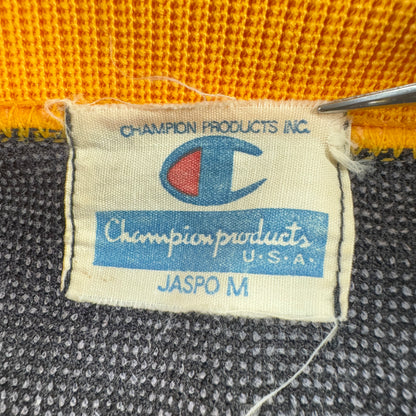 CHAMPION PRODUCTS INC.
Champion products
U.S.A.
JASPO M